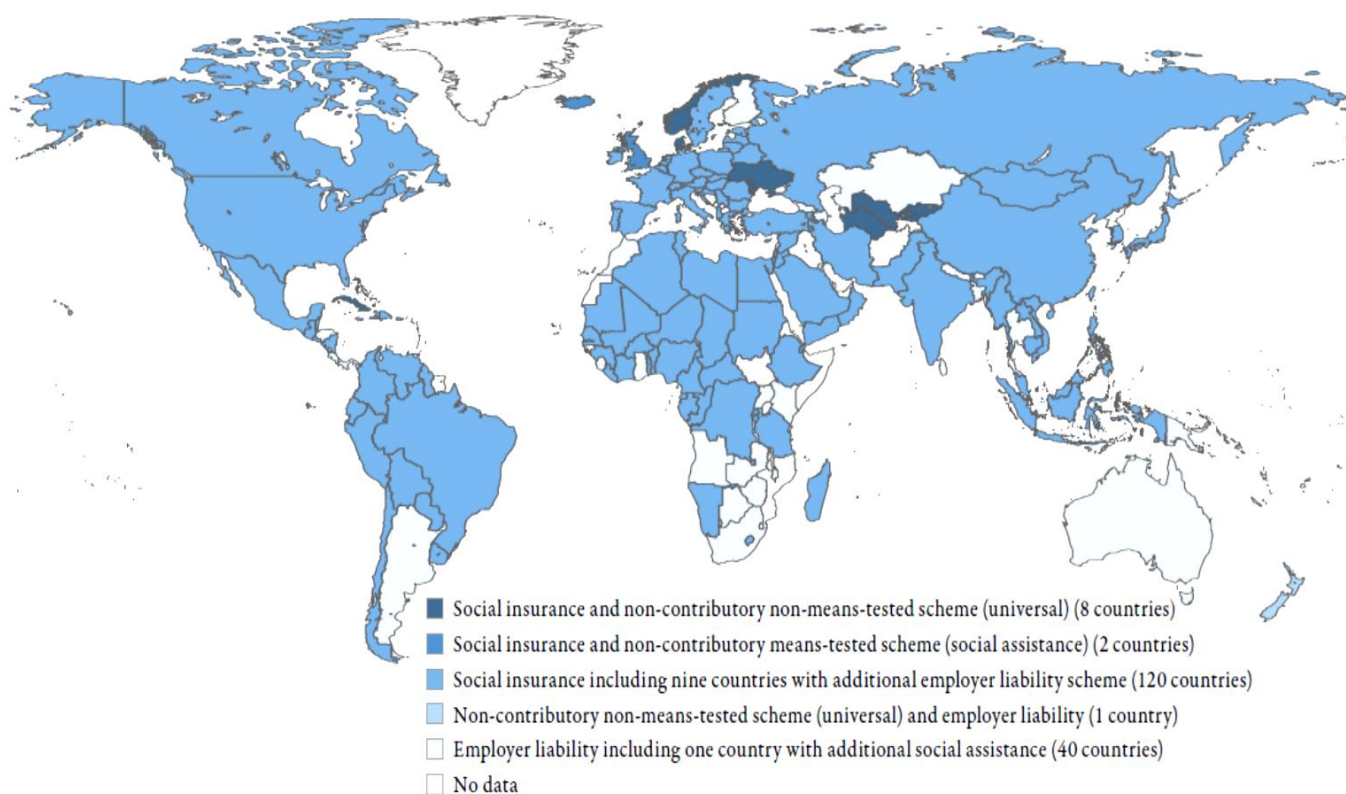 Social insurance and non-contributory non-means-tested scheme (universal) (8 countries)
Social insurance and non-contributory means-tested scheme (social assistance) (2 countries)
Social insurance including nine countries with additional employer liability scheme (120 countries)
Non-contributory non-means-tested scheme (universal) and employer liability (1 country)
Employer liability including one country with additional social assistance (40 countries)
No data